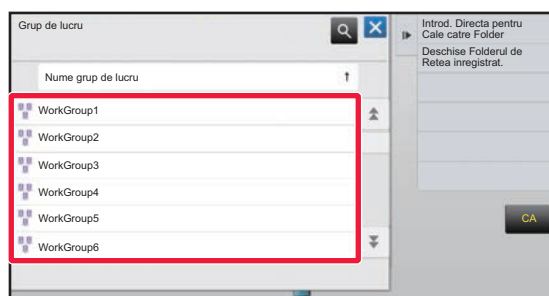 Grup de lucru
Nume grup de lucru
WorkGroup1
WorkGroup2
WorkGroup3
WorkGroup4
WorkGroup5
WorkGroup6
Introd. Directa pentru
Cale catre Folder
Deschise Folderul de
Retea inregistrat.
CA